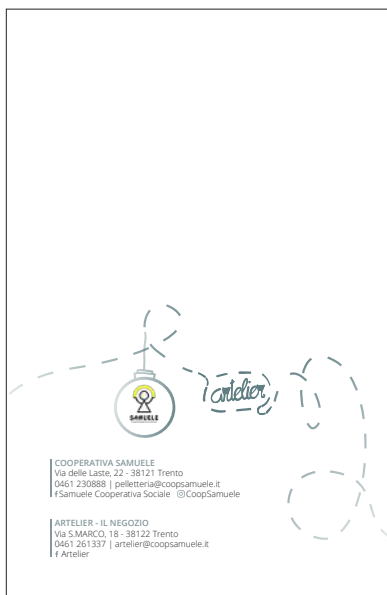 artelier
SAMUELE
COOPERATIVA SAMUELE
Via delle Laste, 22 - 38121 Trento
0461 230888 | pelletteria@coopsamuele.it
Samuele Cooperativa Sociale CoopSamuele
ARTELIER - IL NEGOZIO
Via S.MARCO, 18 - 38122 Trento
0461 261337 | artelier@coopsamuele.it
Artelier